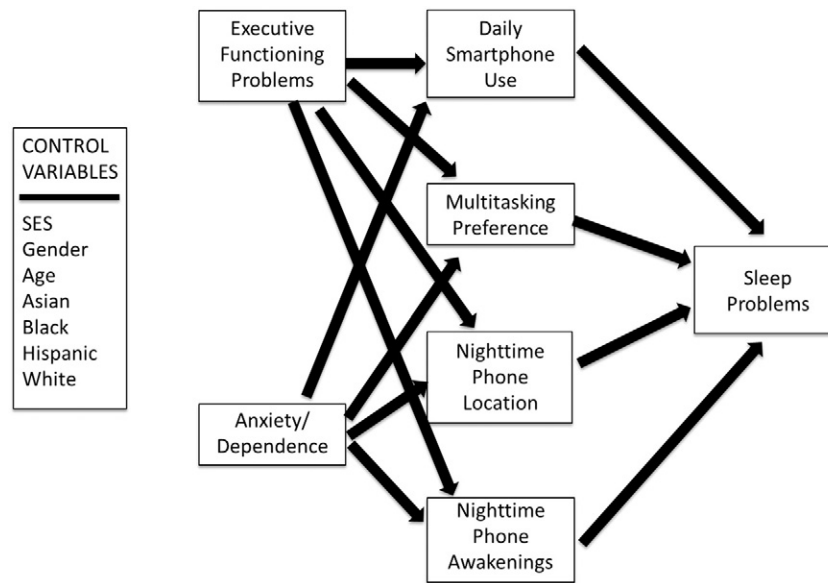 CONTROL
VARIABLES
SES
Gender
Age
Asian
Black
Hispanic
White
Executive
Functioning
Problems
Anxiety/
Dependence
Daily
Smartphone
Use
Multitasking
Preference
Nighttime
Phone
Location
Nighttime
Phone
Awakenings
Sleep
Problems